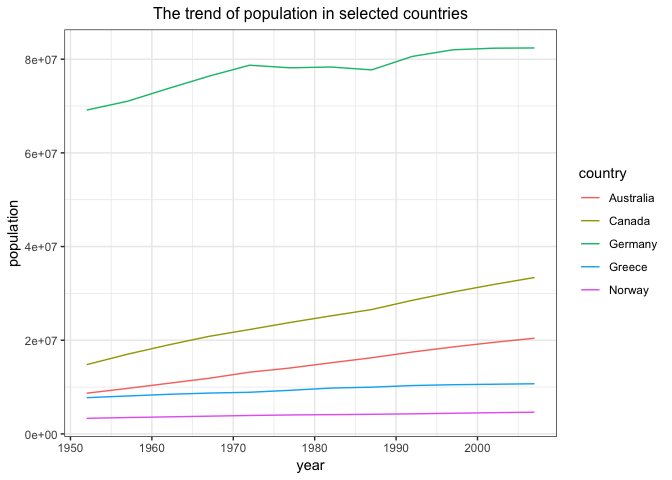 The trend of population in selected countries
population
8e+07
6e+07
4e+07
2e+07
0e+00
1950 1960 1970 1980 1990 2000
year
country
Australia
Canada
Germany
Greece
Norway